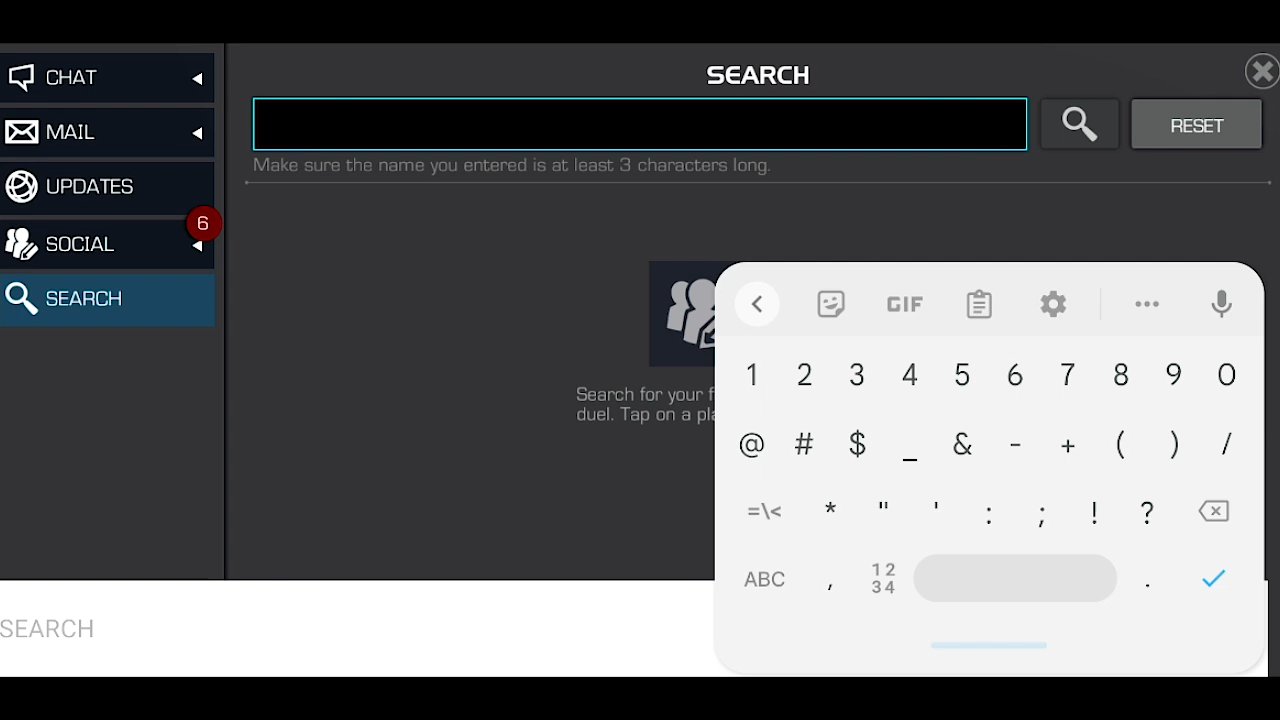 CHAT
MAIL
UPDATES
6
SOCIAL
SEARCH
SEARCH
RESET
Make sure the name you entered is at least 3 characters long.
Search for your
duel. Tap on a
SEARCH
GIF
1 2 3 4 5 6 7 8 9 0
@ # $ _ & - + ( ) /
=\< * " ' : ; ! ?
ABC , 12 34 .